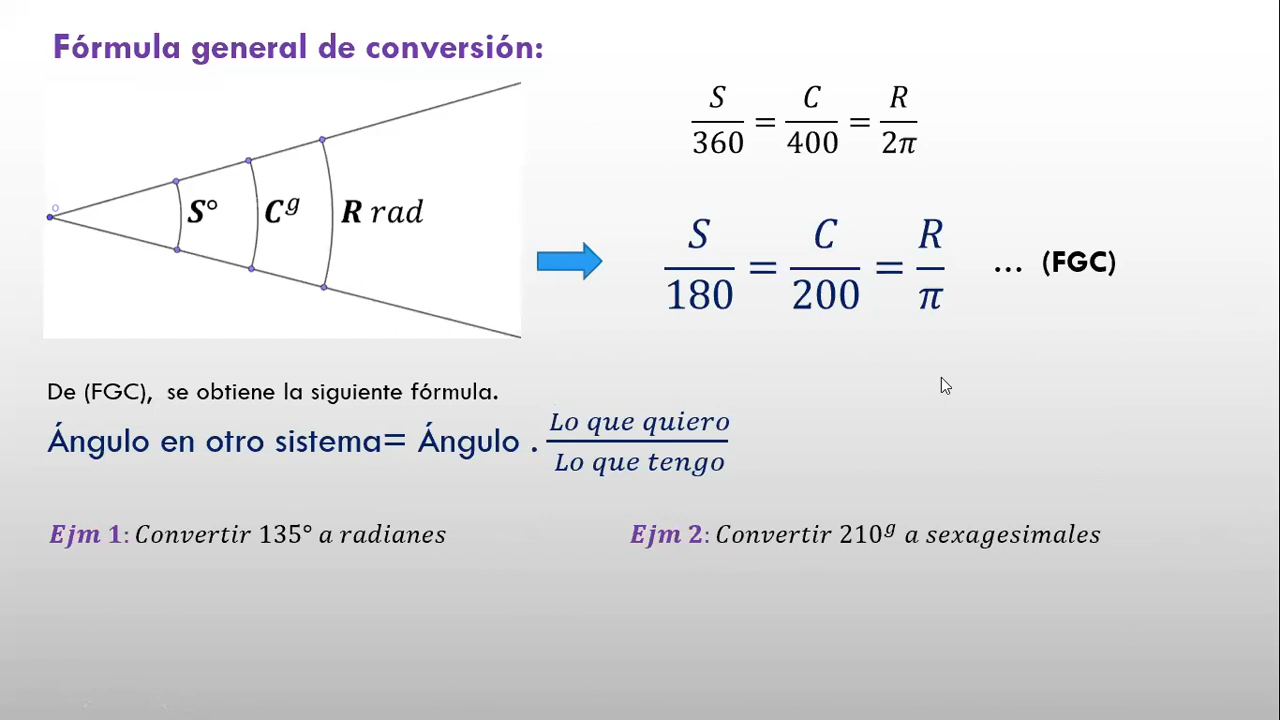 Fórmula general de conversión:
S/360 = C/400 = R/2π
O
S° C^g R rad
S/180 = C/200 = R/π ... (FGC)
De (FGC), se obtiene la siguiente fórmula.
Ángulo en otro sistema= Ángulo . Lo que quiero/Lo que tengo
Ejm 1: Convertir 135° a radianes
Ejm 2: Convertir 210^g a sexagesimales